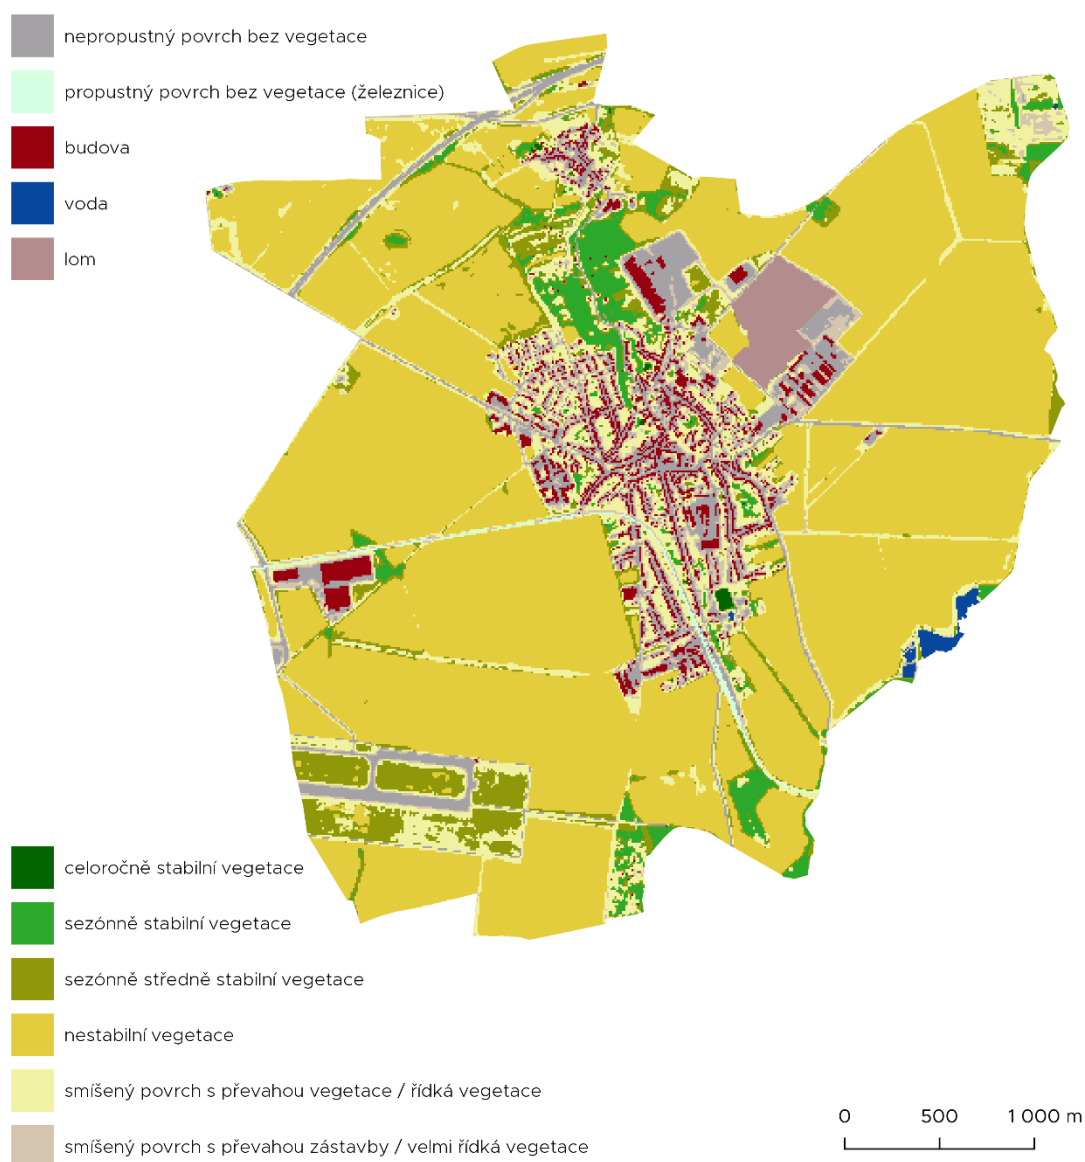 nepropustný povrch bez vegetace
propustný povrch bez vegetace (železnice)
budova
voda
lom
celoročně stabilní vegetace
sezónně stabilní vegetace
sezónně středně stabilní vegetace
nestabilní vegetace
smíšený povrch s převahou vegetace / řídká vegetace
smíšený povrch s převahou zástavby / velmi řídká vegetace
0 500 1 000 m